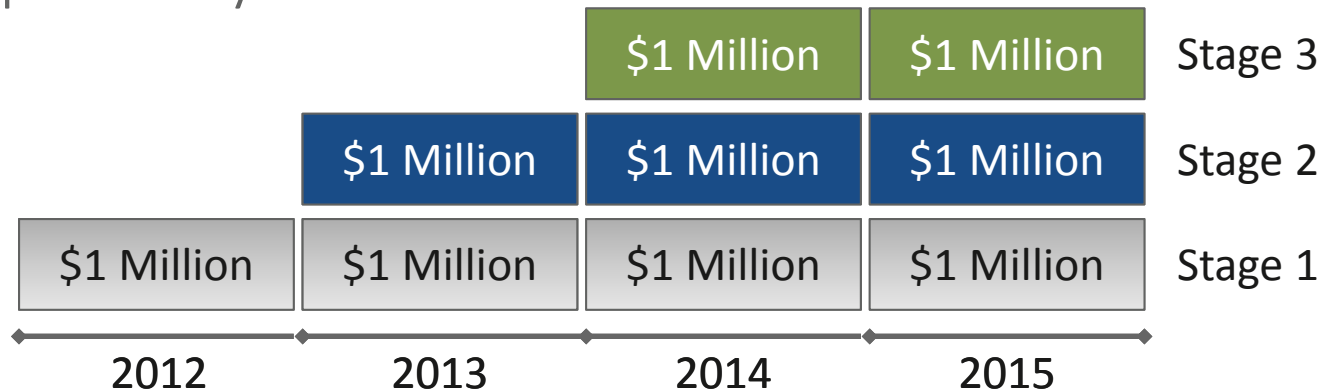 $1 Million $1 Million Stage 3
$1 Million $1 Million $1 Million Stage 2
$1 Million $1 Million $1 Million $1 Million Stage 1
2012 2013 2014 2015